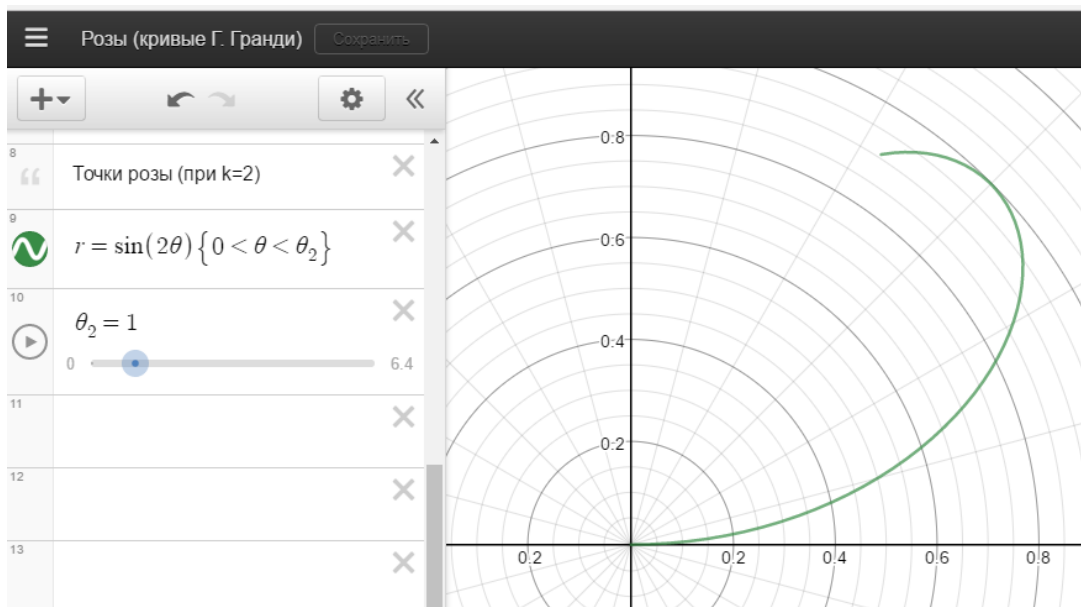 Розы (кривые Г. Гранди) Сохранить
8
Точки розы (при k=2)
9
r = sin(2θ){0 < θ < θ₂}
10
θ₂ = 1
0 6.4
11
12
13
0.8
0.6
0.4
0.2
0.2 0.2 0.4 0.6 0.8